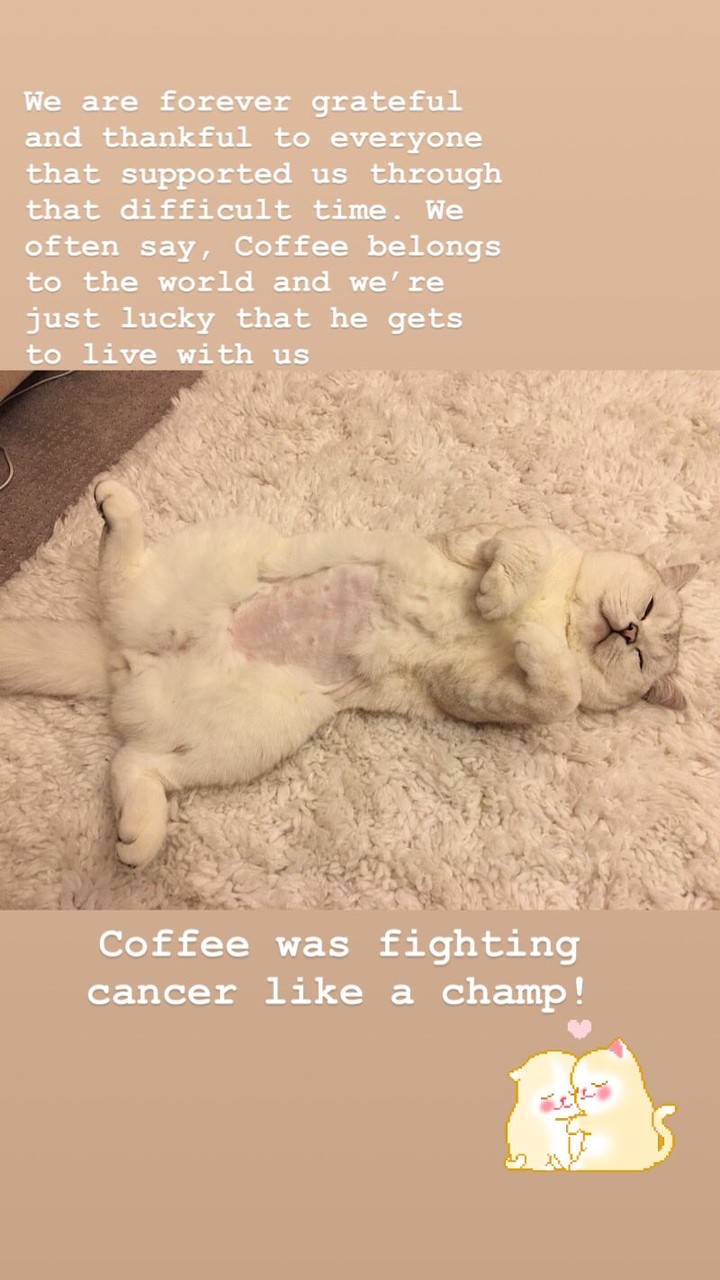 We are forever grateful
and thankful to everyone
that supported us through
that difficult time. We
often say, Coffee belongs
to the world and we’re
just lucky that he gets
to live with us
Coffee was fighting
cancer like a champ!